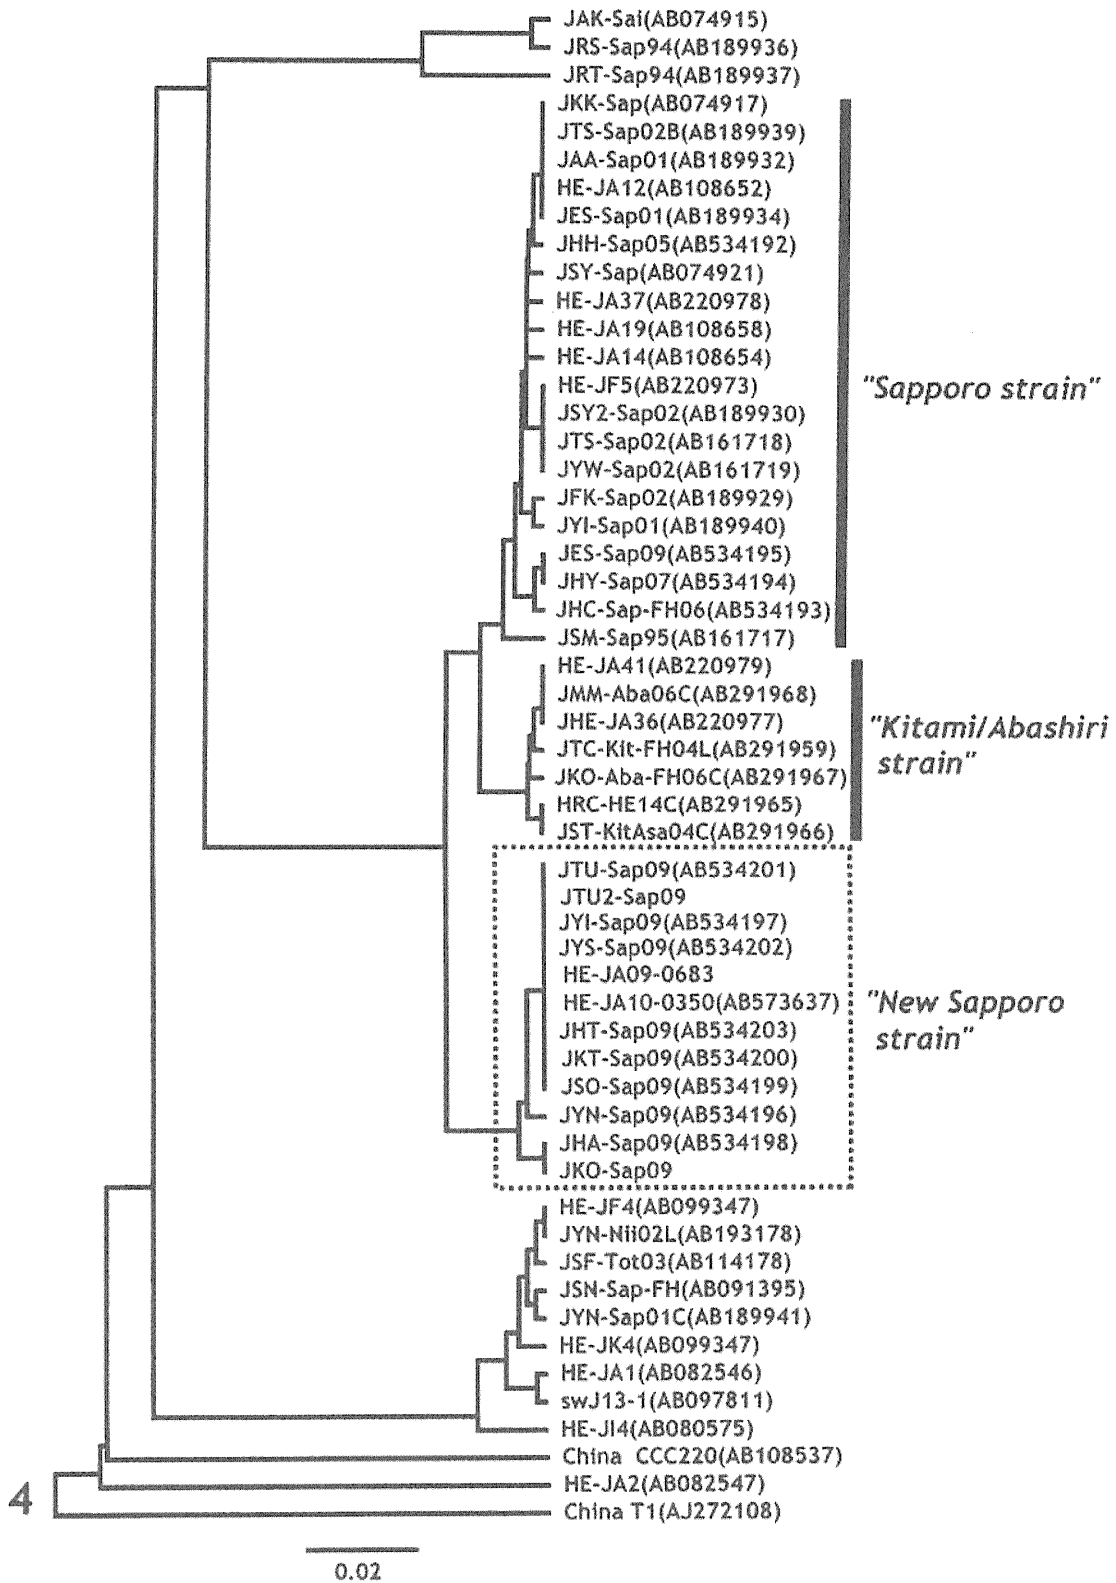 JAK-Sai(AB074915)
JRS-Sap94(AB189936)
JRT-Sap94(AB189937)
JKK-Sap(AB074917)
JTS-Sap02B(AB189939)
JAA-Sap01(AB189932)
HE-JA12(AB108652)
JES-Sap01(AB189934)
JHH-Sap05(AB534192)
JSY-Sap(AB074921)
HE-JA37(AB220978)
HE-JA19(AB108658)
HE-JA14(AB108654)
HE-JF5(AB220973)
"Sapporo strain"
JSY2-Sap02(AB189930)
JTS-Sap02(AB161718)
JYW-Sap02(AB161719)
JFK-Sap02(AB189929)
JYI-Sap01(AB189940)
JES-Sap09(AB534195)
JHY-Sap07(AB534194)
JHC-Sap-FH06(AB534193)
JSM-Sap95(AB161717)
HE-JA41(AB220979)
JMM-Aba06C(AB291968)
JHE-JA36(AB220977)
"Kitami/Abashiri
strain"
JTC-Kit-FH04L(AB291959)
JKO-Aba-FH06C(AB291967)
HRC-HE14C(AB291965)
JST-KitAsa04C(AB291966)
JTU-Sap09(AB534201)
JTU2-Sap09
JYI-Sap09(AB534197)
JYS-Sap09(AB534202)
HE-JA09-0683
HE-JA10-0350(AB573637)
"New Sapporo
strain"
JHT-Sap09(AB534203)
JKT-Sap09(AB534200)
JSO-Sap09(AB534199)
JYN-Sap09(AB534196)
JHA-Sap09(AB534198)
JKO-Sap09
HE-JF4(AB099347)
JYN-Nii02L(AB193178)
JSF-Tot03(AB114178)
JSN-Sap-FH(AB091395)
JYN-Sap01C(AB189941)
HE-JK4(AB099347)
HE-JA1(AB082546)
swJ13-1(AB097811)
HE-JI4(AB080575)
China CCC220(AB108537)
HE-JA2(AB082547)
4
China T1(AJ272108)
0.02